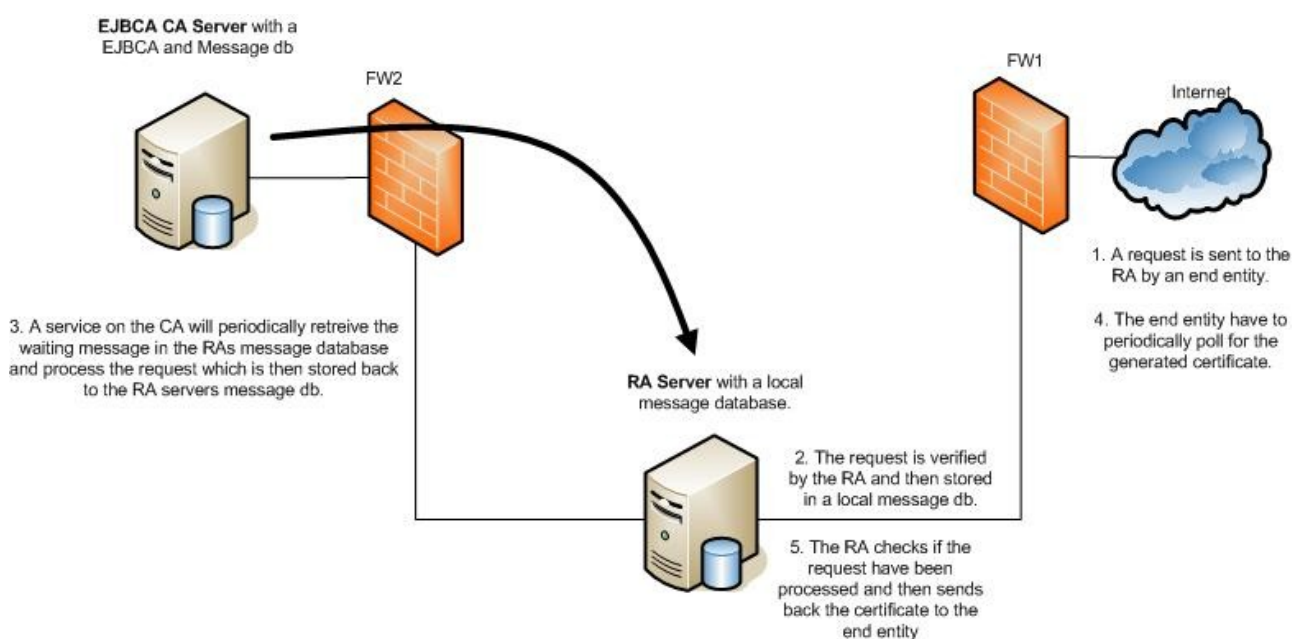 EJBCA CA Server with a
EJBCA and Message db
FW2
FW1
Internet
1. A request is sent to the
RA by an end entity.
4. The end entity have to
periodically poll for the
generated certificate.
3. A service on the CA will periodically retreive the
waiting message in the RAs message database
and process the request which is then stored back
to the RA servers message db.
RA Server with a local
message database.
2. The request is verified
by the RA and then stored
in a local message db.
5. The RA checks if the
request have been
processed and then sends
back the certificate to the
end entity